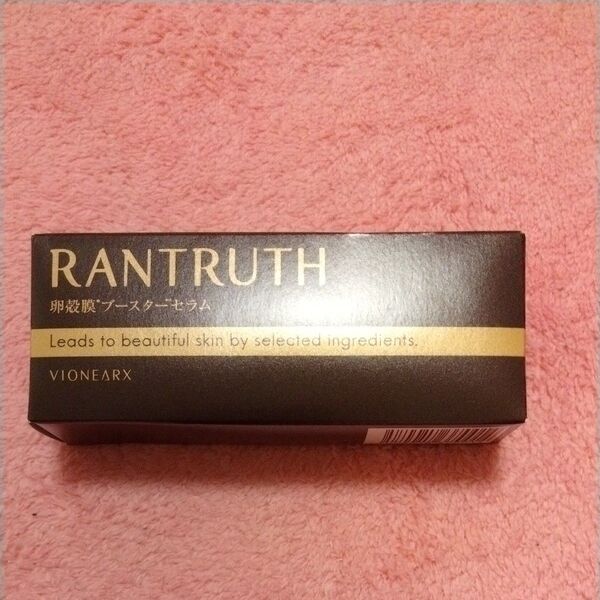 RANTRUTH
卵殻膜*ブースター**セラム
Leads to beautiful skin by selected ingredients.
VIONEARX